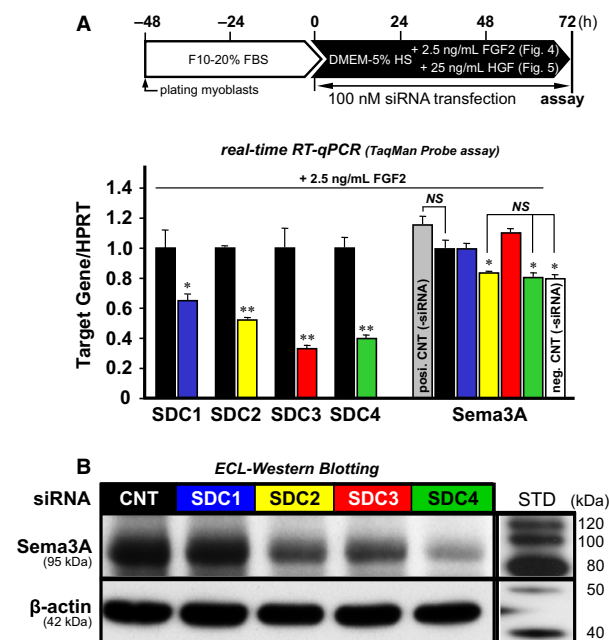 A
−48 −24 0 24 48 72 (h)
F10-20% FBS
DMEM-5% HS
+ 2.5 ng/mL FGF2 (Fig. 4)
+ 25 ng/mL HGF (Fig. 5)
plating myoblasts
100 nM siRNA transfection
assay
real-time RT-qPCR (TaqMan Probe assay)
+ 2.5 ng/mL FGF2
Target Gene/HPRT
1.4
1.2
1.0
0.8
0.6
0.4
0.2
0
* ** ** **
NS
NS
* * *
posi. CNT (-siRNA)
neg. CNT (-siRNA)
SDC1 SDC2 SDC3 SDC4 Sema3A
B
ECL-Western Blotting
siRNA CNT SDC1 SDC2 SDC3 SDC4 STD (kDa)
Sema3A
(95 kDa)
120
100
80
β-actin
(42 kDa)
50
40